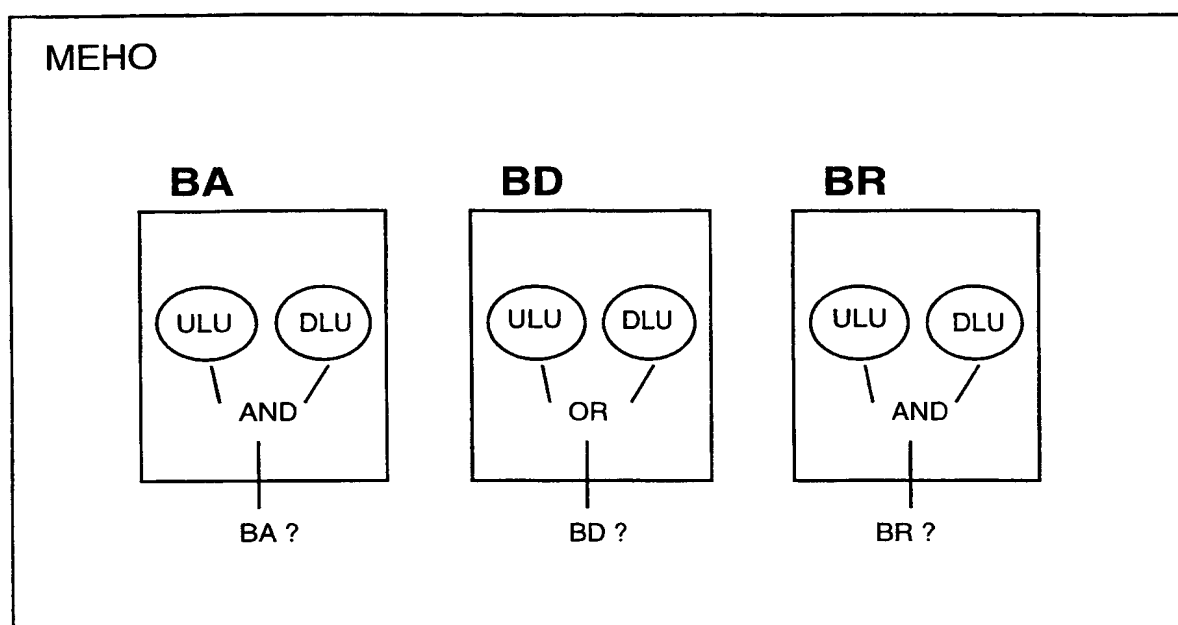 MEHO
BA BD BR
ULU DLU ULU DLU ULU DLU
AND OR AND
BA ? BD ? BR ?